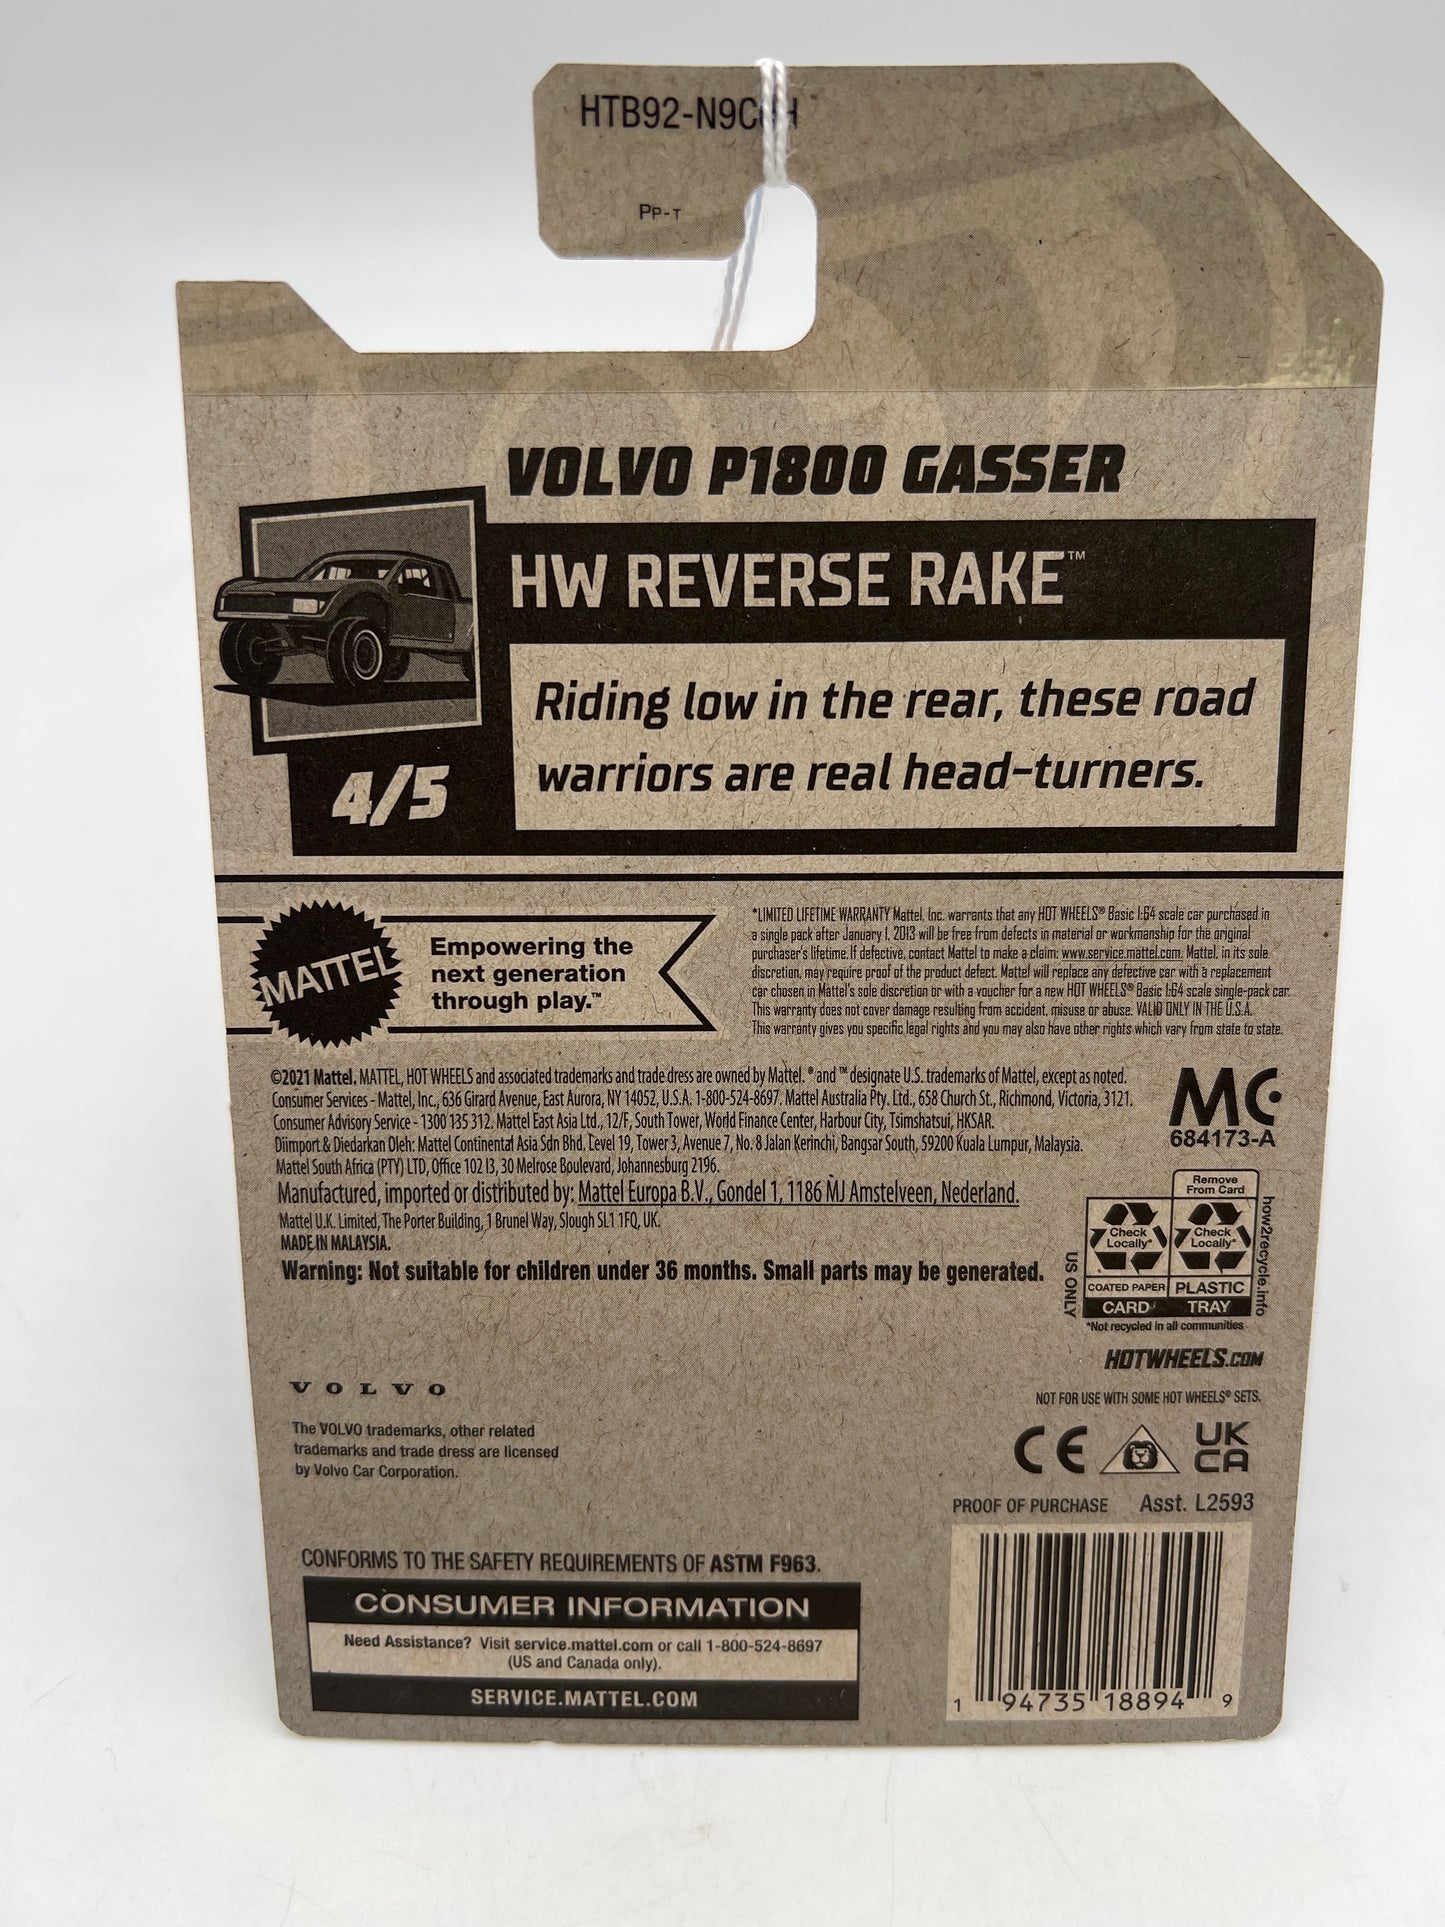 HTB92-N9C
PP-T
VOLVO P1800 GASSER
HW REVERSE RAKE™
Riding low in the rear, these road
warriors are real head-turners.
4/5
MATTEL
Empowering the
next generation
through play.™
*LIMITED LIFETIME WARRANTY Mattel, Inc. warrants that any HOT WHEELS® Basic 1:64 scale car purchased in
a single pack after January 1, 2013 will be free from defects in material or workmanship for the original
purchaser's lifetime. If defective, contact Mattel to make a claim: www.service.mattel.com. Mattel, in its sole
discretion, may require proof of the product defect. Mattel will replace any defective car with a replacement
car chosen in Mattel's sole discretion or with a voucher for a new HOT WHEELS® Basic 1:64 scale single-pack car.
This warranty does not cover damage resulting from accident, misuse or abuse. VALID ONLY IN THE U.S.A.
This warranty gives you specific legal rights and you may also have other rights which vary from state to state.
©2021 Mattel. MATTEL, HOT WHEELS and associated trademarks and trade dress are owned by Mattel. ® and ™ designate U.S. trademarks of Mattel, except as noted.
Consumer Services - Mattel, Inc., 636 Girard Avenue, East Aurora, NY 14052, U.S.A. 1-800-524-8697. Mattel Australia Pty. Ltd., 658 Church St., Richmond, Victoria, 3121.
Consumer Advisory Service - 1300 135 312. Mattel East Asia Ltd., 12/F, South Tower, World Finance Center, Harbour City, Tsimshatsui, HKSAR.
Diimport & Diedarkan Oleh: Mattel Continental Asia Sdn Bhd. Level 19, Tower 3, Avenue 7, No. 8 Jalan Kerinchi, Bangsar South, 59200 Kuala Lumpur, Malaysia.
Mattel South Africa (PTY) LTD, Office 102 I3, 30 Melrose Boulevard, Johannesburg 2196.
Manufactured, imported or distributed by: Mattel Europa B.V., Gondel 1, 1186 MJ Amstelveen, Nederland.
Mattel U.K. Limited, The Porter Building, 1 Brunel Way, Slough SL1 1FQ, UK.
MADE IN MALAYSIA.
Warning: Not suitable for children under 36 months. Small parts may be generated.
MC
684173-A
Remove
From Card
Check
Locally*
Check
Locally*
COATED PAPER
PLASTIC
CARD
TRAY
US ONLY
how2recycle.info
*Not recycled in all communities
HOTWHEELS.COM
NOT FOR USE WITH SOME HOT WHEELS® SETS.
CE
UK
CA
VOLVO
The VOLVO trademarks, other related
trademarks and trade dress are licensed
by Volvo Car Corporation.
PROOF OF PURCHASE Asst. L2593
1 94735 18894 9
CONFORMS TO THE SAFETY REQUIREMENTS OF ASTM F963.
CONSUMER INFORMATION
Need Assistance? Visit service.mattel.com or call 1-800-524-8697
(US and Canada only).
SERVICE.MATTEL.COM